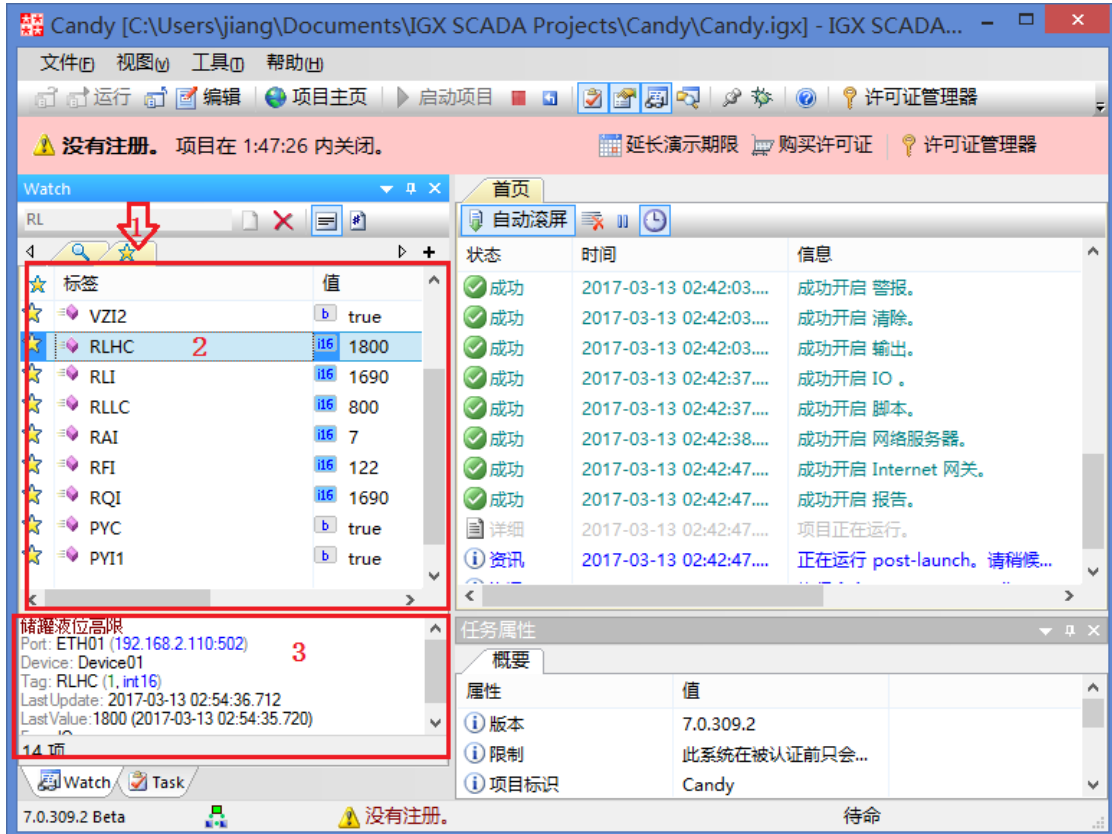 Candy [C:\Users\jiang\Documents\IGX SCADA Projects\Candy\Candy.igx] - IGX SCADA...
文件(F) 视图(V) 工具(T) 帮助(H)
运行 编辑 项目主页 启动项目 许可证管理器
没有注册。 项目在 1:47:26 内关闭。 延长演示期限 购买许可证 许可证管理器
Watch
RL
1
标签 值
VZI2 b true
RLHC 2 i16 1800
RLI i16 1690
RLLC i16 800
RAI i16 7
RFI i16 122
RQI i16 1690
PYC b true
PYI1 b true
储罐液位高限
Port: ETH01 (192.168.2.110:502)
Device: Device01
3
Tag: RLHC (1, int16)
LastUpdate: 2017-03-13 02:54:36.712
LastValue:1800 (2017-03-13 02:54:35.720)
14 项
Watch Task
首页
自动滚屏
状态 时间 信息
成功 2017-03-13 02:42:03.... 成功开启 警报。
成功 2017-03-13 02:42:03.... 成功开启 清除。
成功 2017-03-13 02:42:03.... 成功开启 输出。
成功 2017-03-13 02:42:37.... 成功开启 IO 。
成功 2017-03-13 02:42:37.... 成功开启 脚本。
成功 2017-03-13 02:42:38.... 成功开启 网络服务器。
成功 2017-03-13 02:42:47.... 成功开启 Internet 网关。
成功 2017-03-13 02:42:47.... 成功开启 报告。
详细 2017-03-13 02:42:47.... 项目正在运行。
资讯 2017-03-13 02:42:47.... 正在运行 post-launch。请稍候...
任务属性
概要
属性 值
版本 7.0.309.2
限制 此系统在被认证前只会...
项目标识 Candy
7.0.309.2 Beta 没有注册。 待命